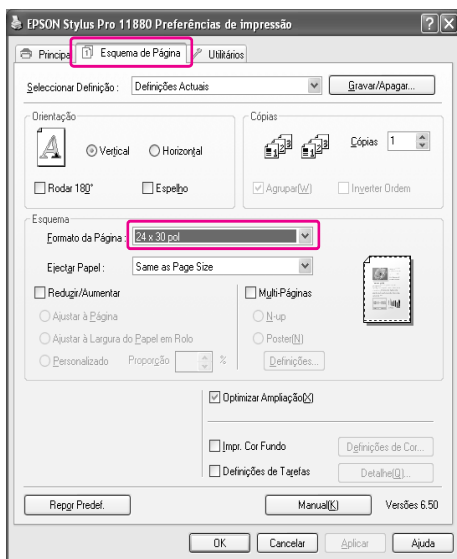 EPSON Stylus Pro 11880 Preferências de impressão
Principal Esquema de Página Utilitários
Seleccionar Definição : Definições Actuais Gravar/Apagar...
Orientação
Vertical Horizontal
Rodar 180° Espelho
Cópias
Cópias 1
Agrupar(W) Inverter Ordem
Esquema
Formato da Página : 24 x 30 pol
Ejectar Papel : Same as Page Size
Reduzir/Aumentar
Ajustar à Página
Ajustar à Largura do Papel em Rolo
Personalizado Proporção %
Multi-Páginas
N-up
Poster(N)
Definições...
Optimizar Ampliação(X)
Impr. Cor Fundo Definições de Cor...
Definições de Tarefas Detalhe(Q)...
Repor Predef. Manual(K) Versões 6.50
OK Cancelar Aplicar Ajuda